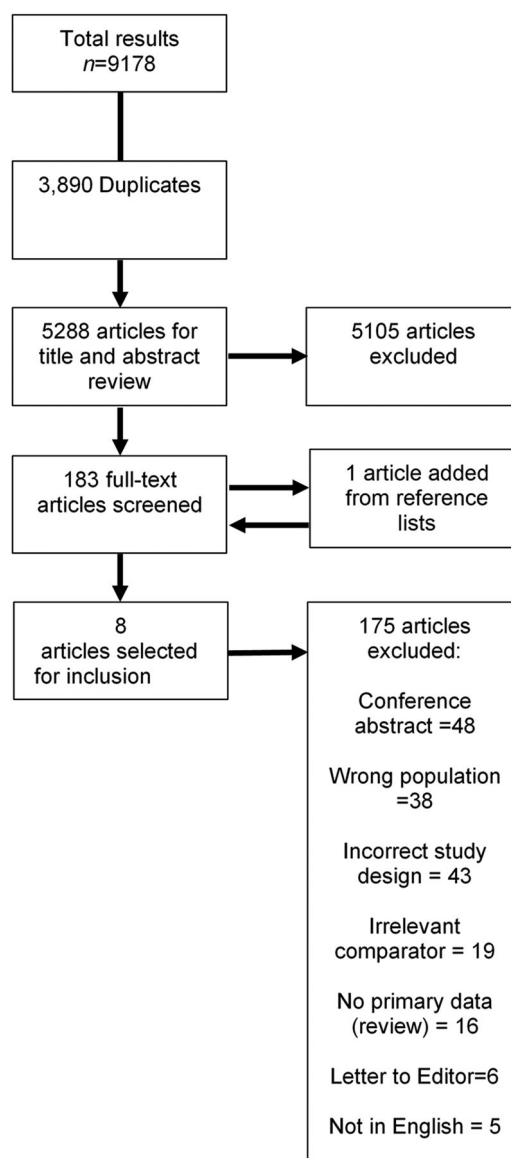 Total results
n=9178
3,890 Duplicates
5288 articles for
title and abstract
review
5105 articles
excluded
183 full-text
articles screened
1 article added
from reference
lists
8
articles selected
for inclusion
175 articles
excluded:
Conference
abstract =48
Wrong population
=38
Incorrect study
design = 43
Irrelevant
comparator = 19
No primary data
(review) = 16
Letter to Editor=6
Not in English = 5